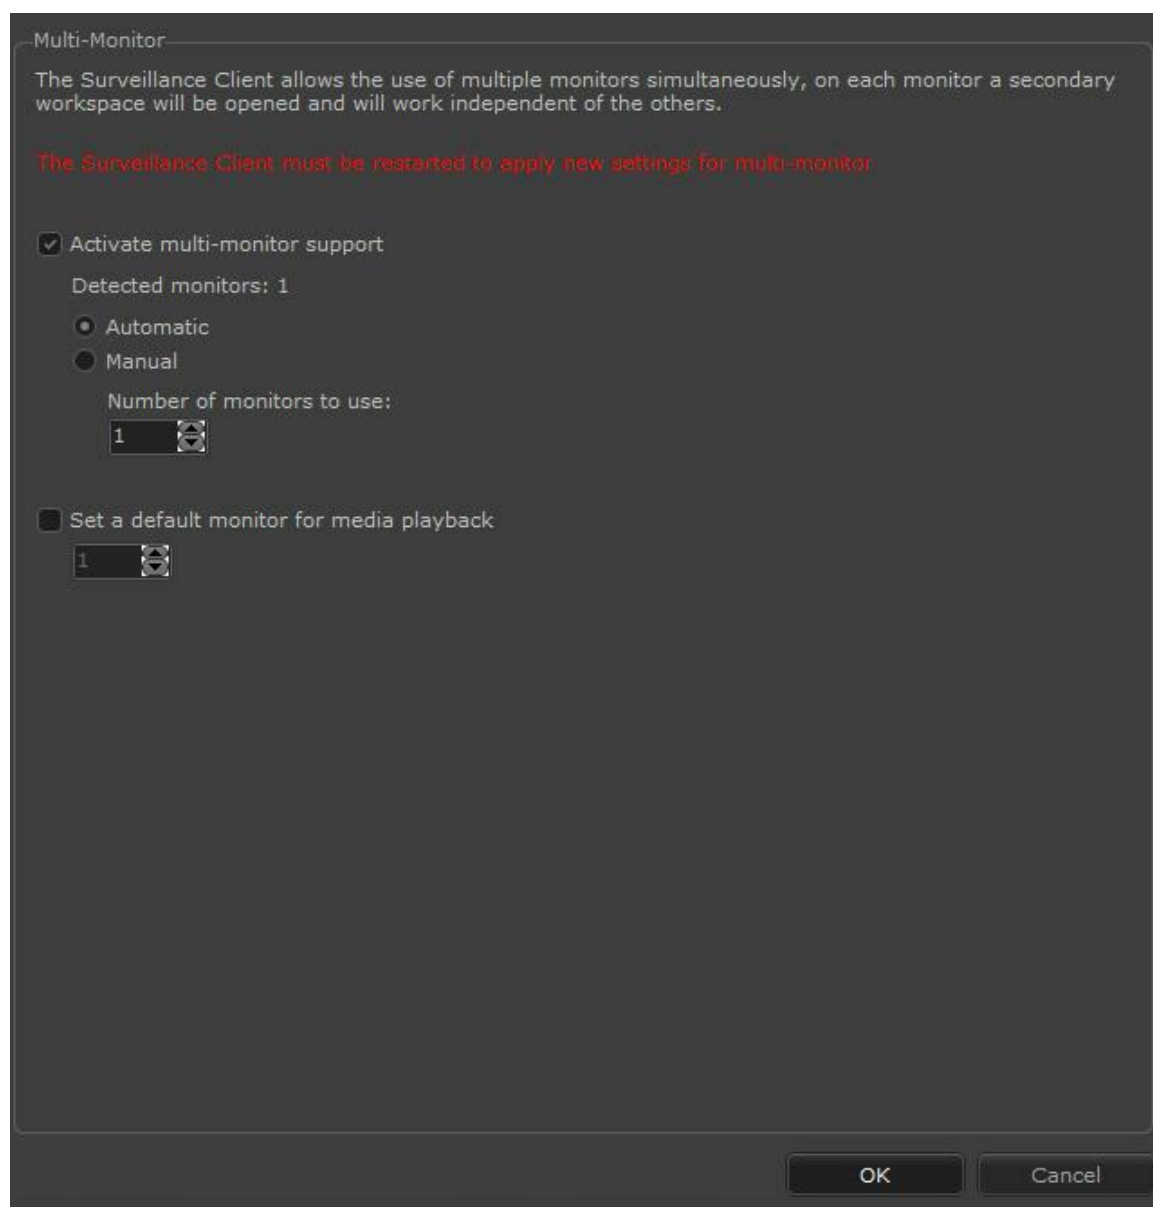 Multi-Monitor
The Surveillance Client allows the use of multiple monitors simultaneously, on each monitor a secondary
workspace will be opened and will work independent of the others.
The Surveillance Client must be restarted to apply new settings for multi-monitor
Activate multi-monitor support
Detected monitors: 1
Automatic
Manual
Number of monitors to use:
1
Set a default monitor for media playback
1
OK Cancel